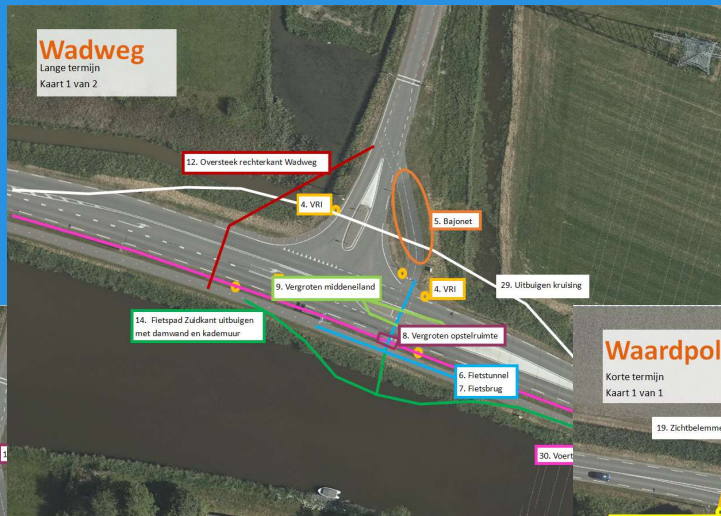 Wadweg
Lange termijn
Kaart 1 van 2
12. Oversteek rechterkant Wadweg
4. VRI
5. Bajonet
9. Vergroten middeneiland
4. VRI
29. Uitbuigen kruising
14. Fietspad Zuidkant uitbuigen
met damwand en kademuur
8. Vergroten opstelruimte
6. Fietstunnel
7. Fietsbrug
30. Voert
1
Waardpol
Korte termijn
Kaart 1 van 1
19. Zichtbelemme